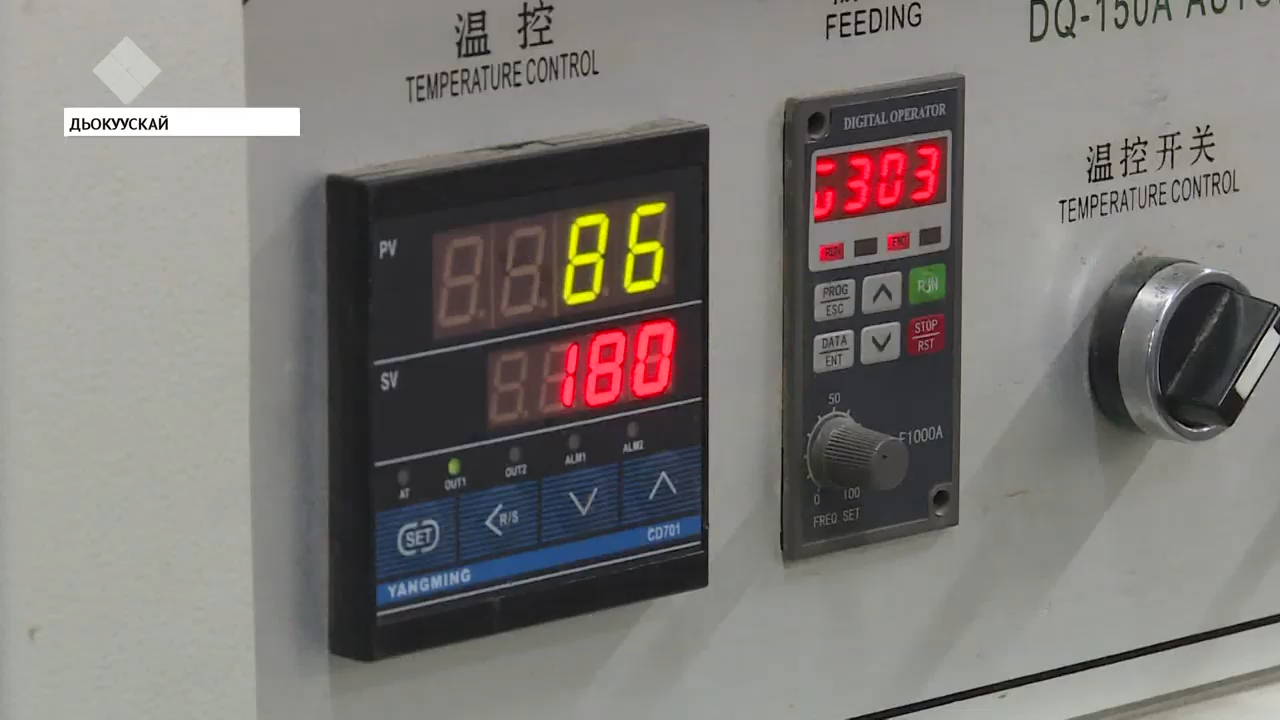 ДЬОКУУСКАЙ
温控
TEMPERATURE CONTROL
PV
86
SV
180
AT
OUT1
OUT2
ALM1
ALM2
SET
R/S
CD701
YANGMING
FEEDING
DIGITAL OPERATOR
303
RUN
PROG
ESC
RUN
DATA
ENT
STOP
RST
50
0
100
FREQ SET
DQ-150A
温控开关
TEMPERATURE CONTROL